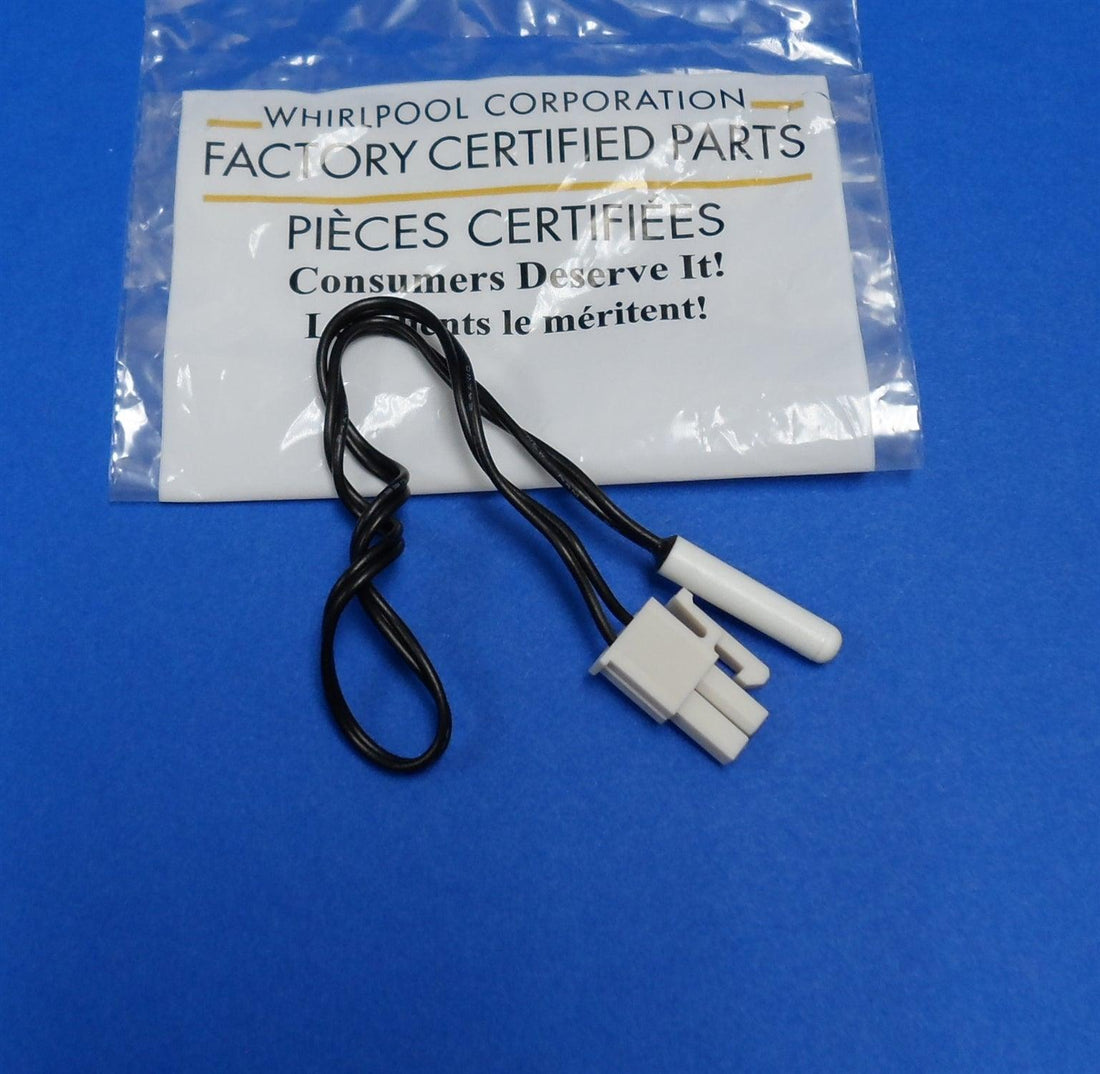 WHIRLPOOL CORPORATION
FACTORY CERTIFIED PARTS
PIÈCES CERTIFIÉES
Consumers Deserve It!
le méritent!